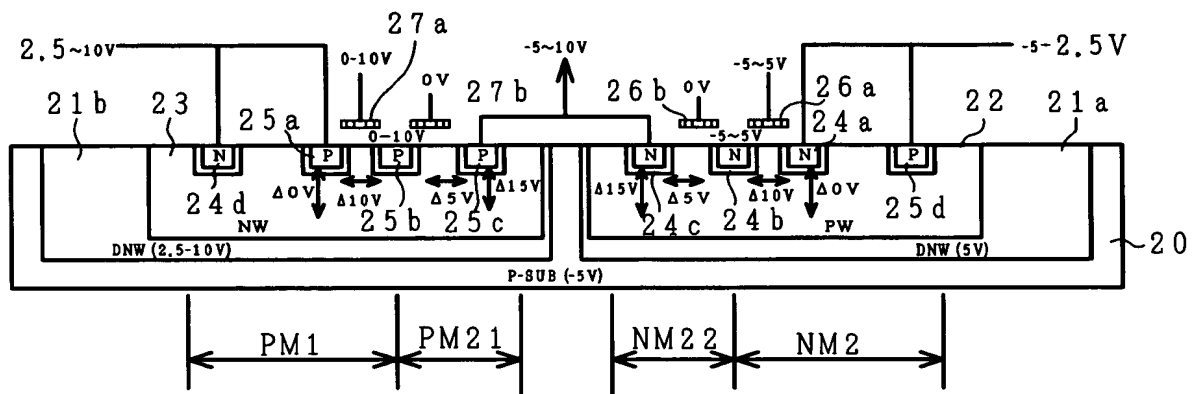 27a
2.5~10V
0-10V
-5~10V
-5~5V
-5-2.5V
0V
27b
26b
0V
26a
21b
23
25a
0-10V
-5~5V
24a
22
21a
N
P
P
P
N
N
N
P
Δ0V
Δ10V
Δ5V
Δ15V
Δ15V
Δ5V
Δ10V
Δ0V
24d
25b
25c
24c
24b
25d
NW
PW
20
DNW (2.5-10V)
DNW (5V)
P-SUB (-5V)
PM1
PM21
NM22
NM2